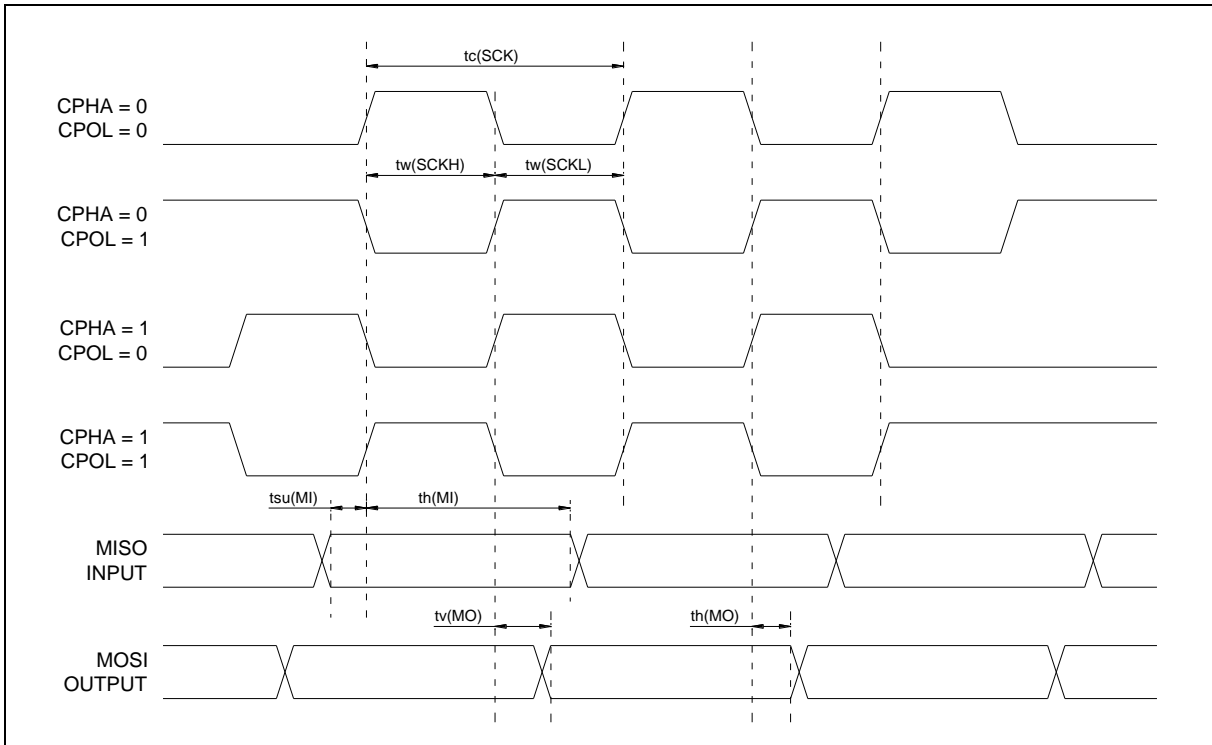 tc(SCK)
CPHA = 0
CPOL = 0
tw(SCKH)
tw(SCKL)
CPHA = 0
CPOL = 1
CPHA = 1
CPOL = 0
CPHA = 1
CPOL = 1
tsu(MI)
th(MI)
MISO
INPUT
tv(MO)
th(MO)
MOSI
OUTPUT